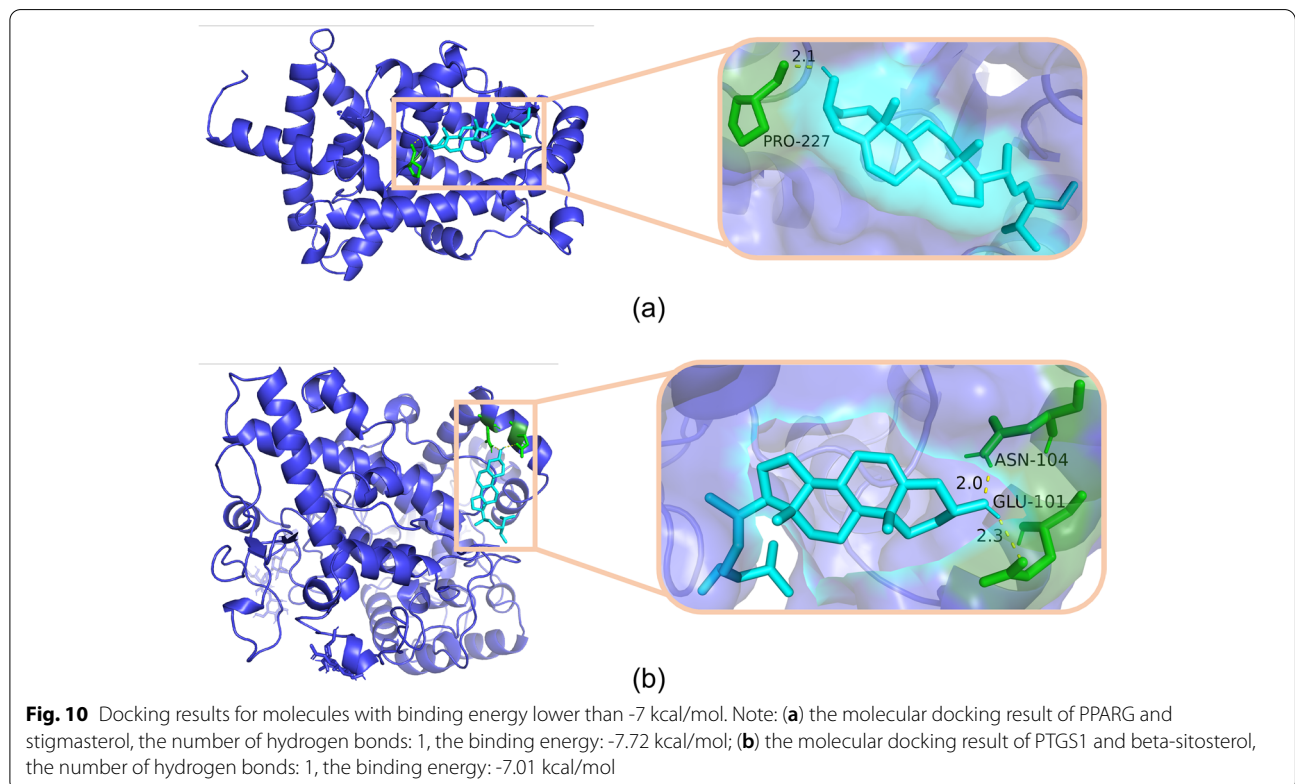 2.1
PRO-227
(a)
ASN-104
2.0
GLU-101
2.3
(b)
Fig. 10 Docking results for molecules with binding energy lower than -7 kcal/mol. Note: (a) the molecular docking result of PPARG and
stigmasterol, the number of hydrogen bonds: 1, the binding energy: -7.72 kcal/mol; (b) the molecular docking result of PTGS1 and beta-sitosterol,
the number of hydrogen bonds: 1, the binding energy: -7.01 kcal/mol